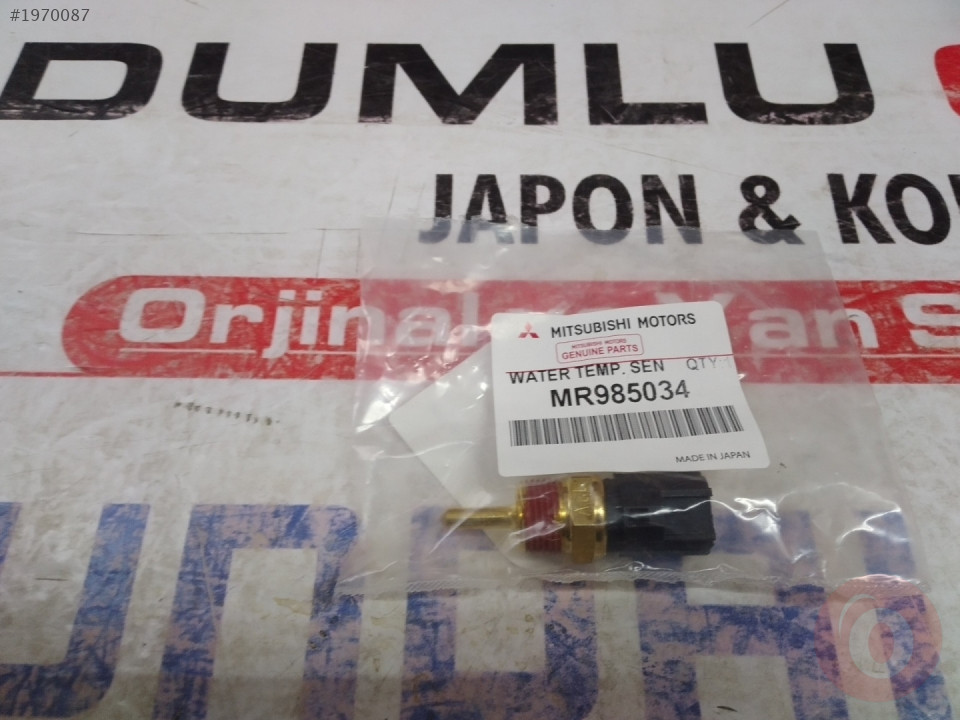 #1970087
DUMLU
JAPON & KO
Orjinal Yan S
MITSUBISHI MOTORS
MITSUBISHI MOTORS
GENUINE PARTS
WATER TEMP. SEN QTY
MR985034
MADE IN JAPAN